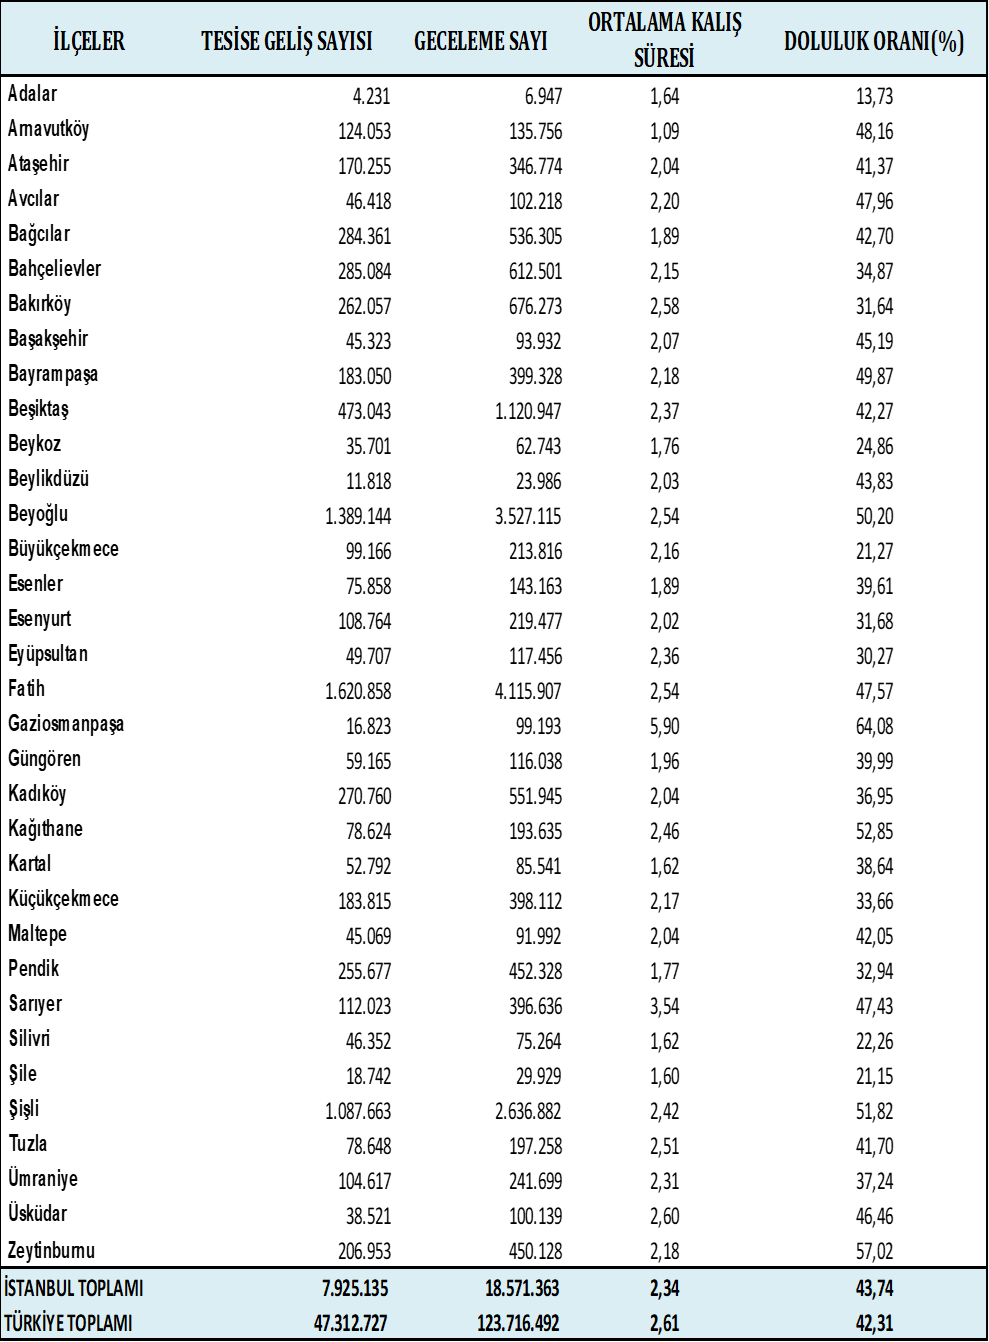 İLÇELER TESİSE GELİŞ SAYISI GECELEME SAYI ORTALAMA KALIŞ SÜRESİ DOLULUK ORANI(%)
Adalar 4.231 6.947 1,64 13,73
Arnavutköy 124.053 135.756 1,09 48,16
Ataşehir 170.255 346.774 2,04 41,37
Avcılar 46.418 102.218 2,20 47,96
Bağcılar 284.361 536.305 1,89 42,70
Bahçelievler 285.084 612.501 2,15 34,87
Bakırköy 262.057 676.273 2,58 31,64
Başakşehir 45.323 93.932 2,07 45,19
Bayrampaşa 183.050 399.328 2,18 49,87
Beşiktaş 473.043 1.120.947 2,37 42,27
Beykoz 35.701 62.743 1,76 24,86
Beylikdüzü 11.818 23.986 2,03 43,83
Beyoğlu 1.389.144 3.527.115 2,54 50,20
Büyükçekmece 99.166 213.816 2,16 21,27
Esenler 75.858 143.163 1,89 39,61
Esenyurt 108.764 219.477 2,02 31,68
Eyüpsultan 49.707 117.456 2,36 30,27
Fatih 1.620.858 4.115.907 2,54 47,57
Gaziosmanpaşa 16.823 99.193 5,90 64,08
Güngören 59.165 116.038 1,96 39,99
Kadıköy 270.760 551.945 2,04 36,95
Kağıthane 78.624 193.635 2,46 52,85
Kartal 52.792 85.541 1,62 38,64
Küçükçekmece 183.815 398.112 2,17 33,66
Maltepe 45.069 91.992 2,04 42,05
Pendik 255.677 452.328 1,77 32,94
Sarıyer 112.023 396.636 3,54 47,43
Silivri 46.352 75.264 1,62 22,26
Şile 18.742 29.929 1,60 21,15
Şişli 1.087.663 2.636.882 2,42 51,82
Tuzla 78.648 197.258 2,51 41,70
Ümraniye 104.617 241.699 2,31 37,24
Üsküdar 38.521 100.139 2,60 46,46
Zeytinburnu 206.953 450.128 2,18 57,02
İSTANBUL TOPLAMI 7.925.135 18.571.363 2,34 43,74
TÜRKİYE TOPLAMI 47.312.727 123.716.492 2,61 42,31